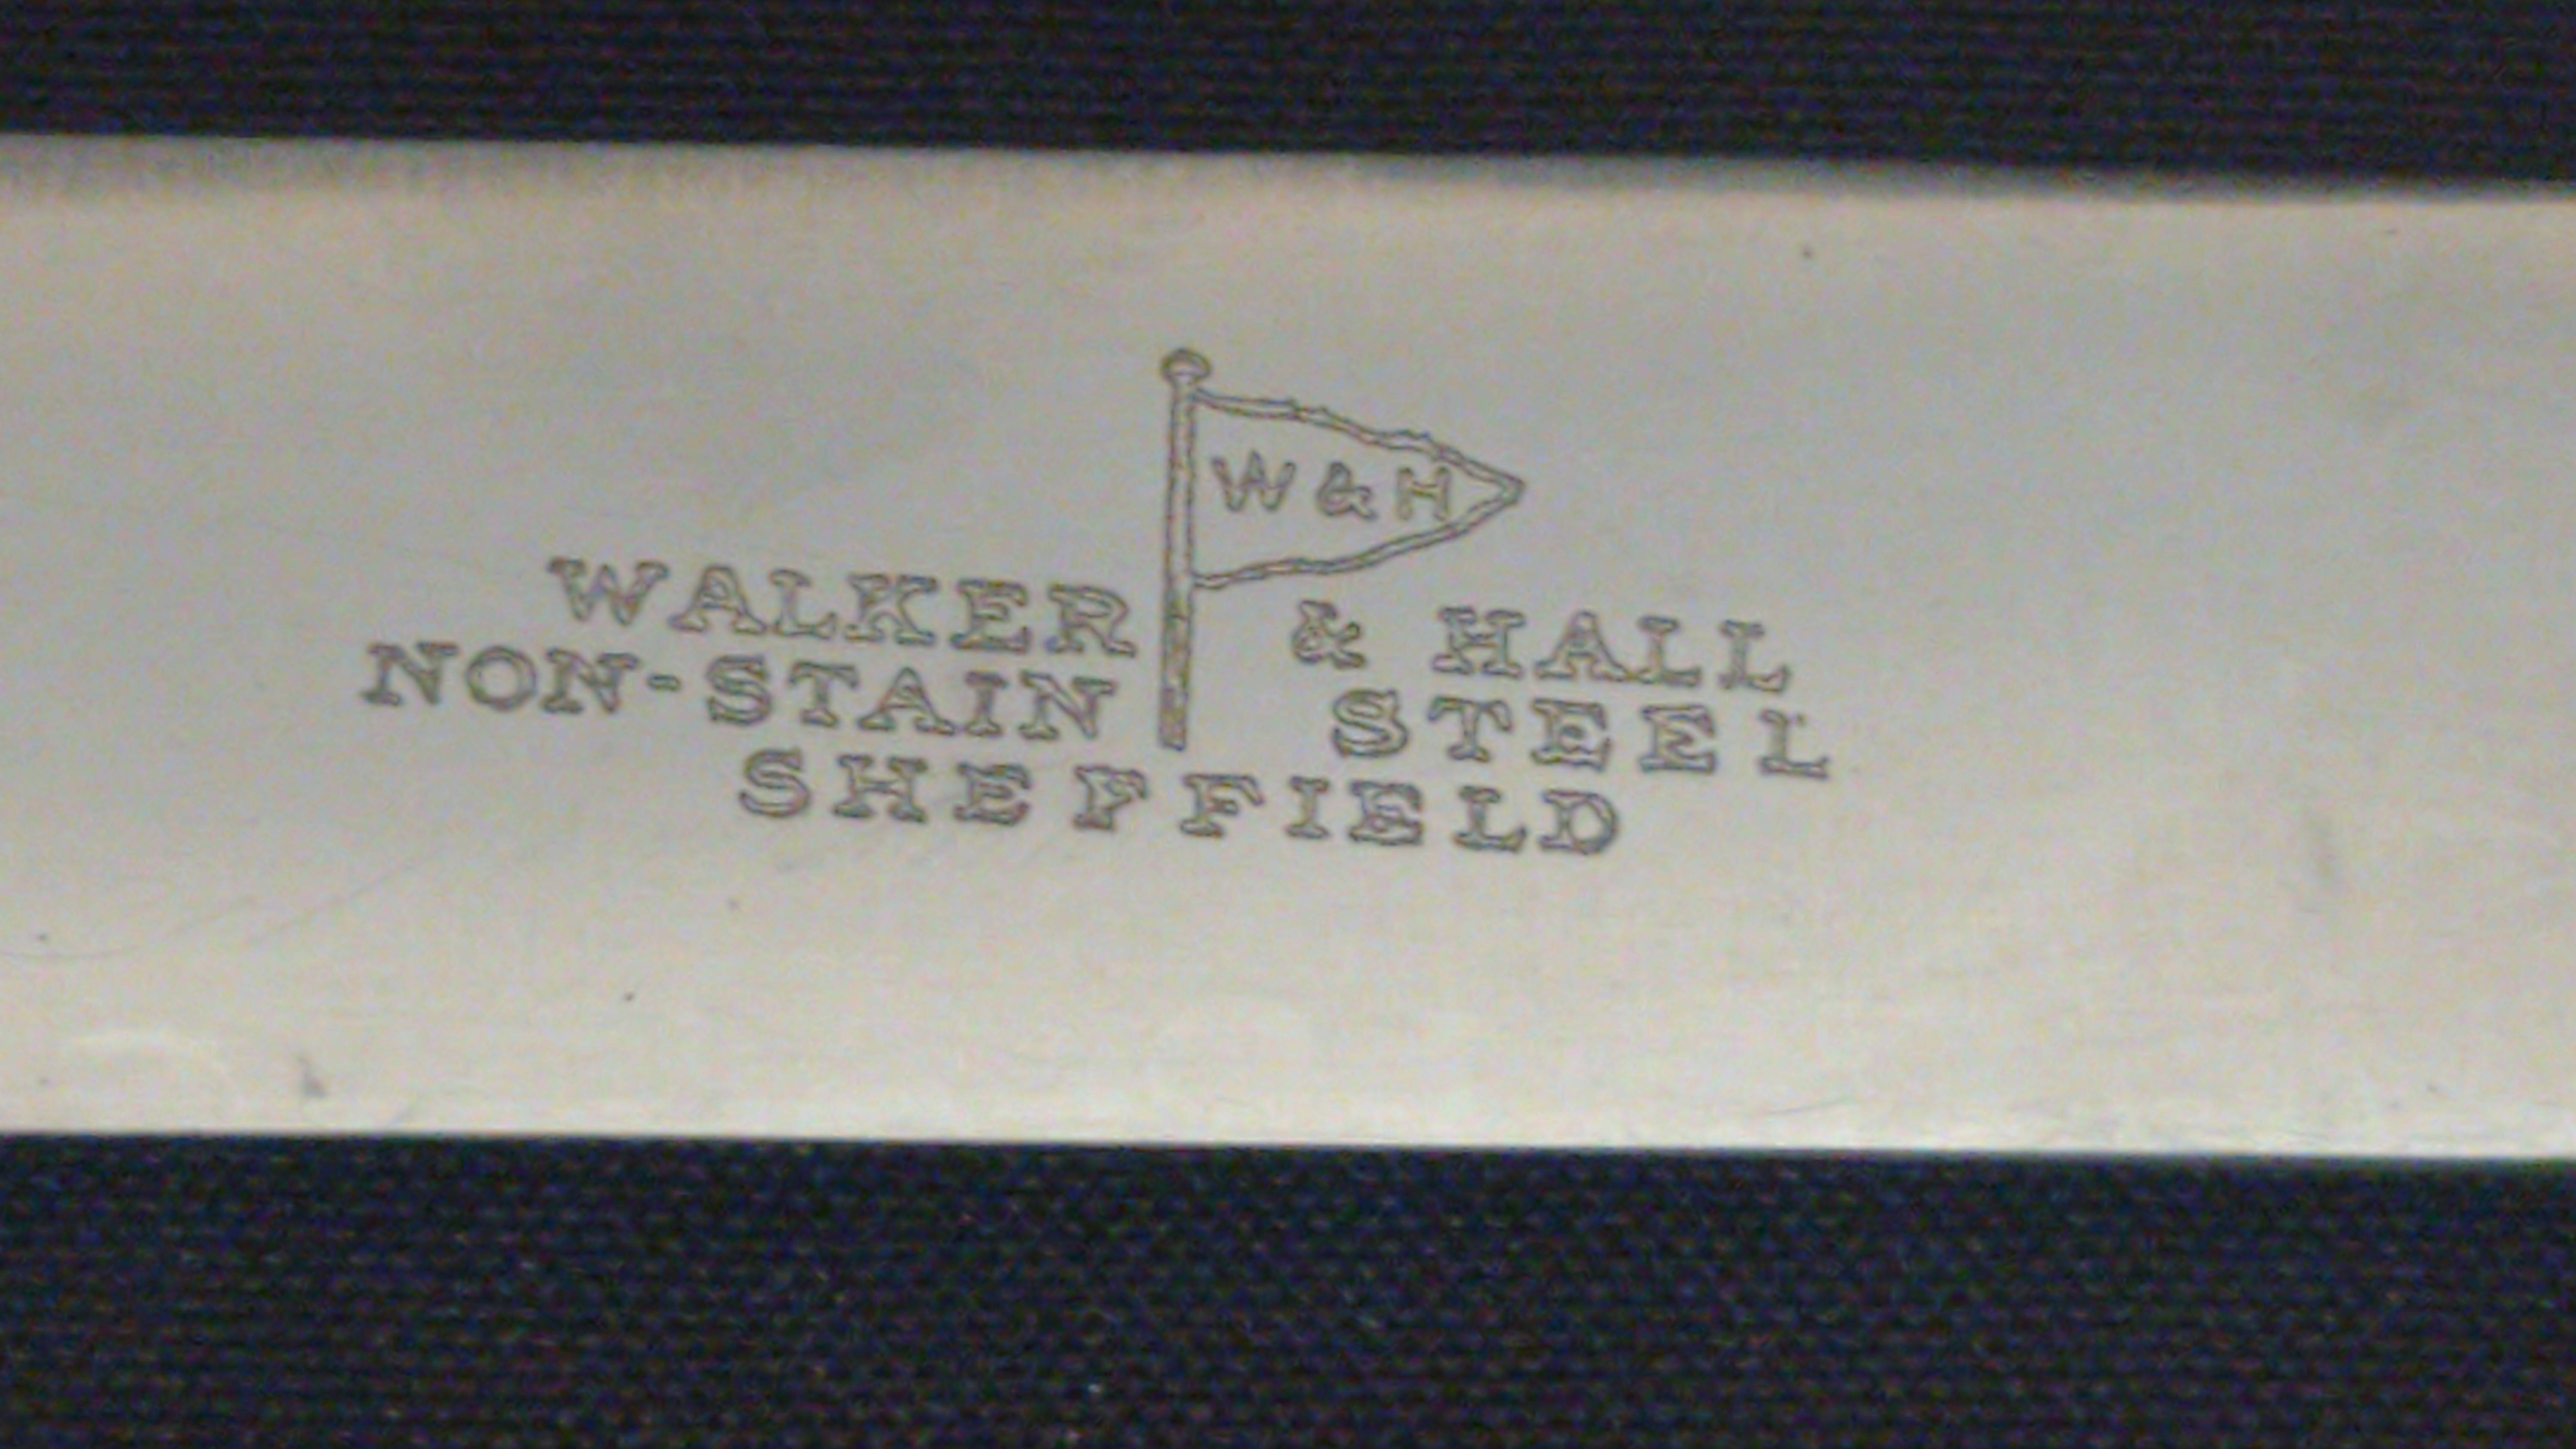 W & H
WALKER & HALL
NON-STAIN STEEL
SHEFFIELD